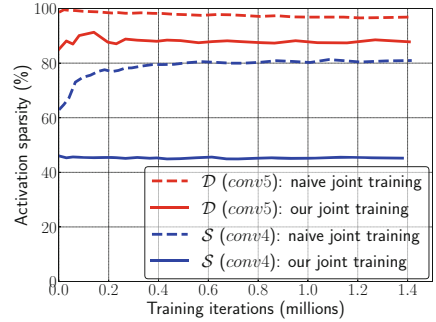 100
80
60
40
20
0
Activation sparsity (%)
D (conv5): naive joint training
D (conv5): our joint training
S (conv4): naive joint training
S (conv4): our joint training
0.0 0.2 0.4 0.6 0.8 1.0 1.2 1.4
Training iterations (millions)